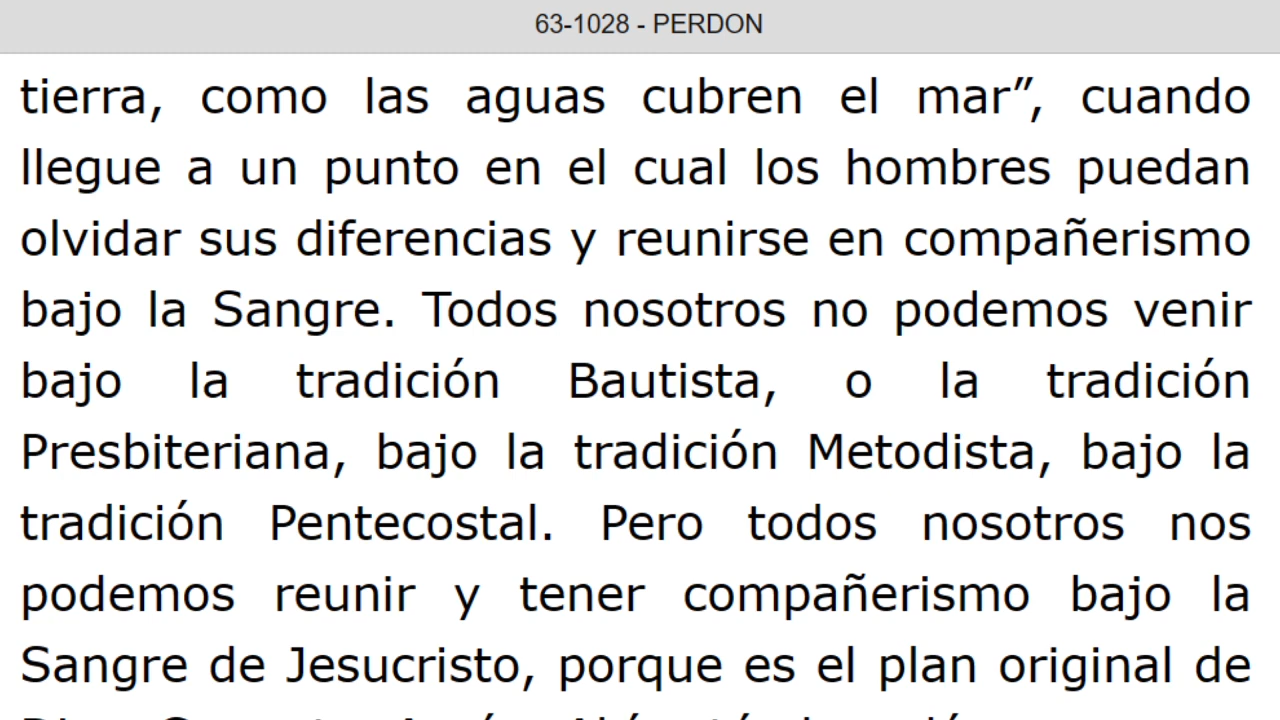 63-1028 - PERDON
tierra, como las aguas cubren el mar”, cuando
llegue a un punto en el cual los hombres puedan
olvidar sus diferencias y reunirse en compañerismo
bajo la Sangre. Todos nosotros no podemos venir
bajo la tradición Bautista, o la tradición
Presbiteriana, bajo la tradición Metodista, bajo la
tradición Pentecostal. Pero todos nosotros nos
podemos reunir y tener compañerismo bajo la
Sangre de Jesucristo, porque es el plan original de